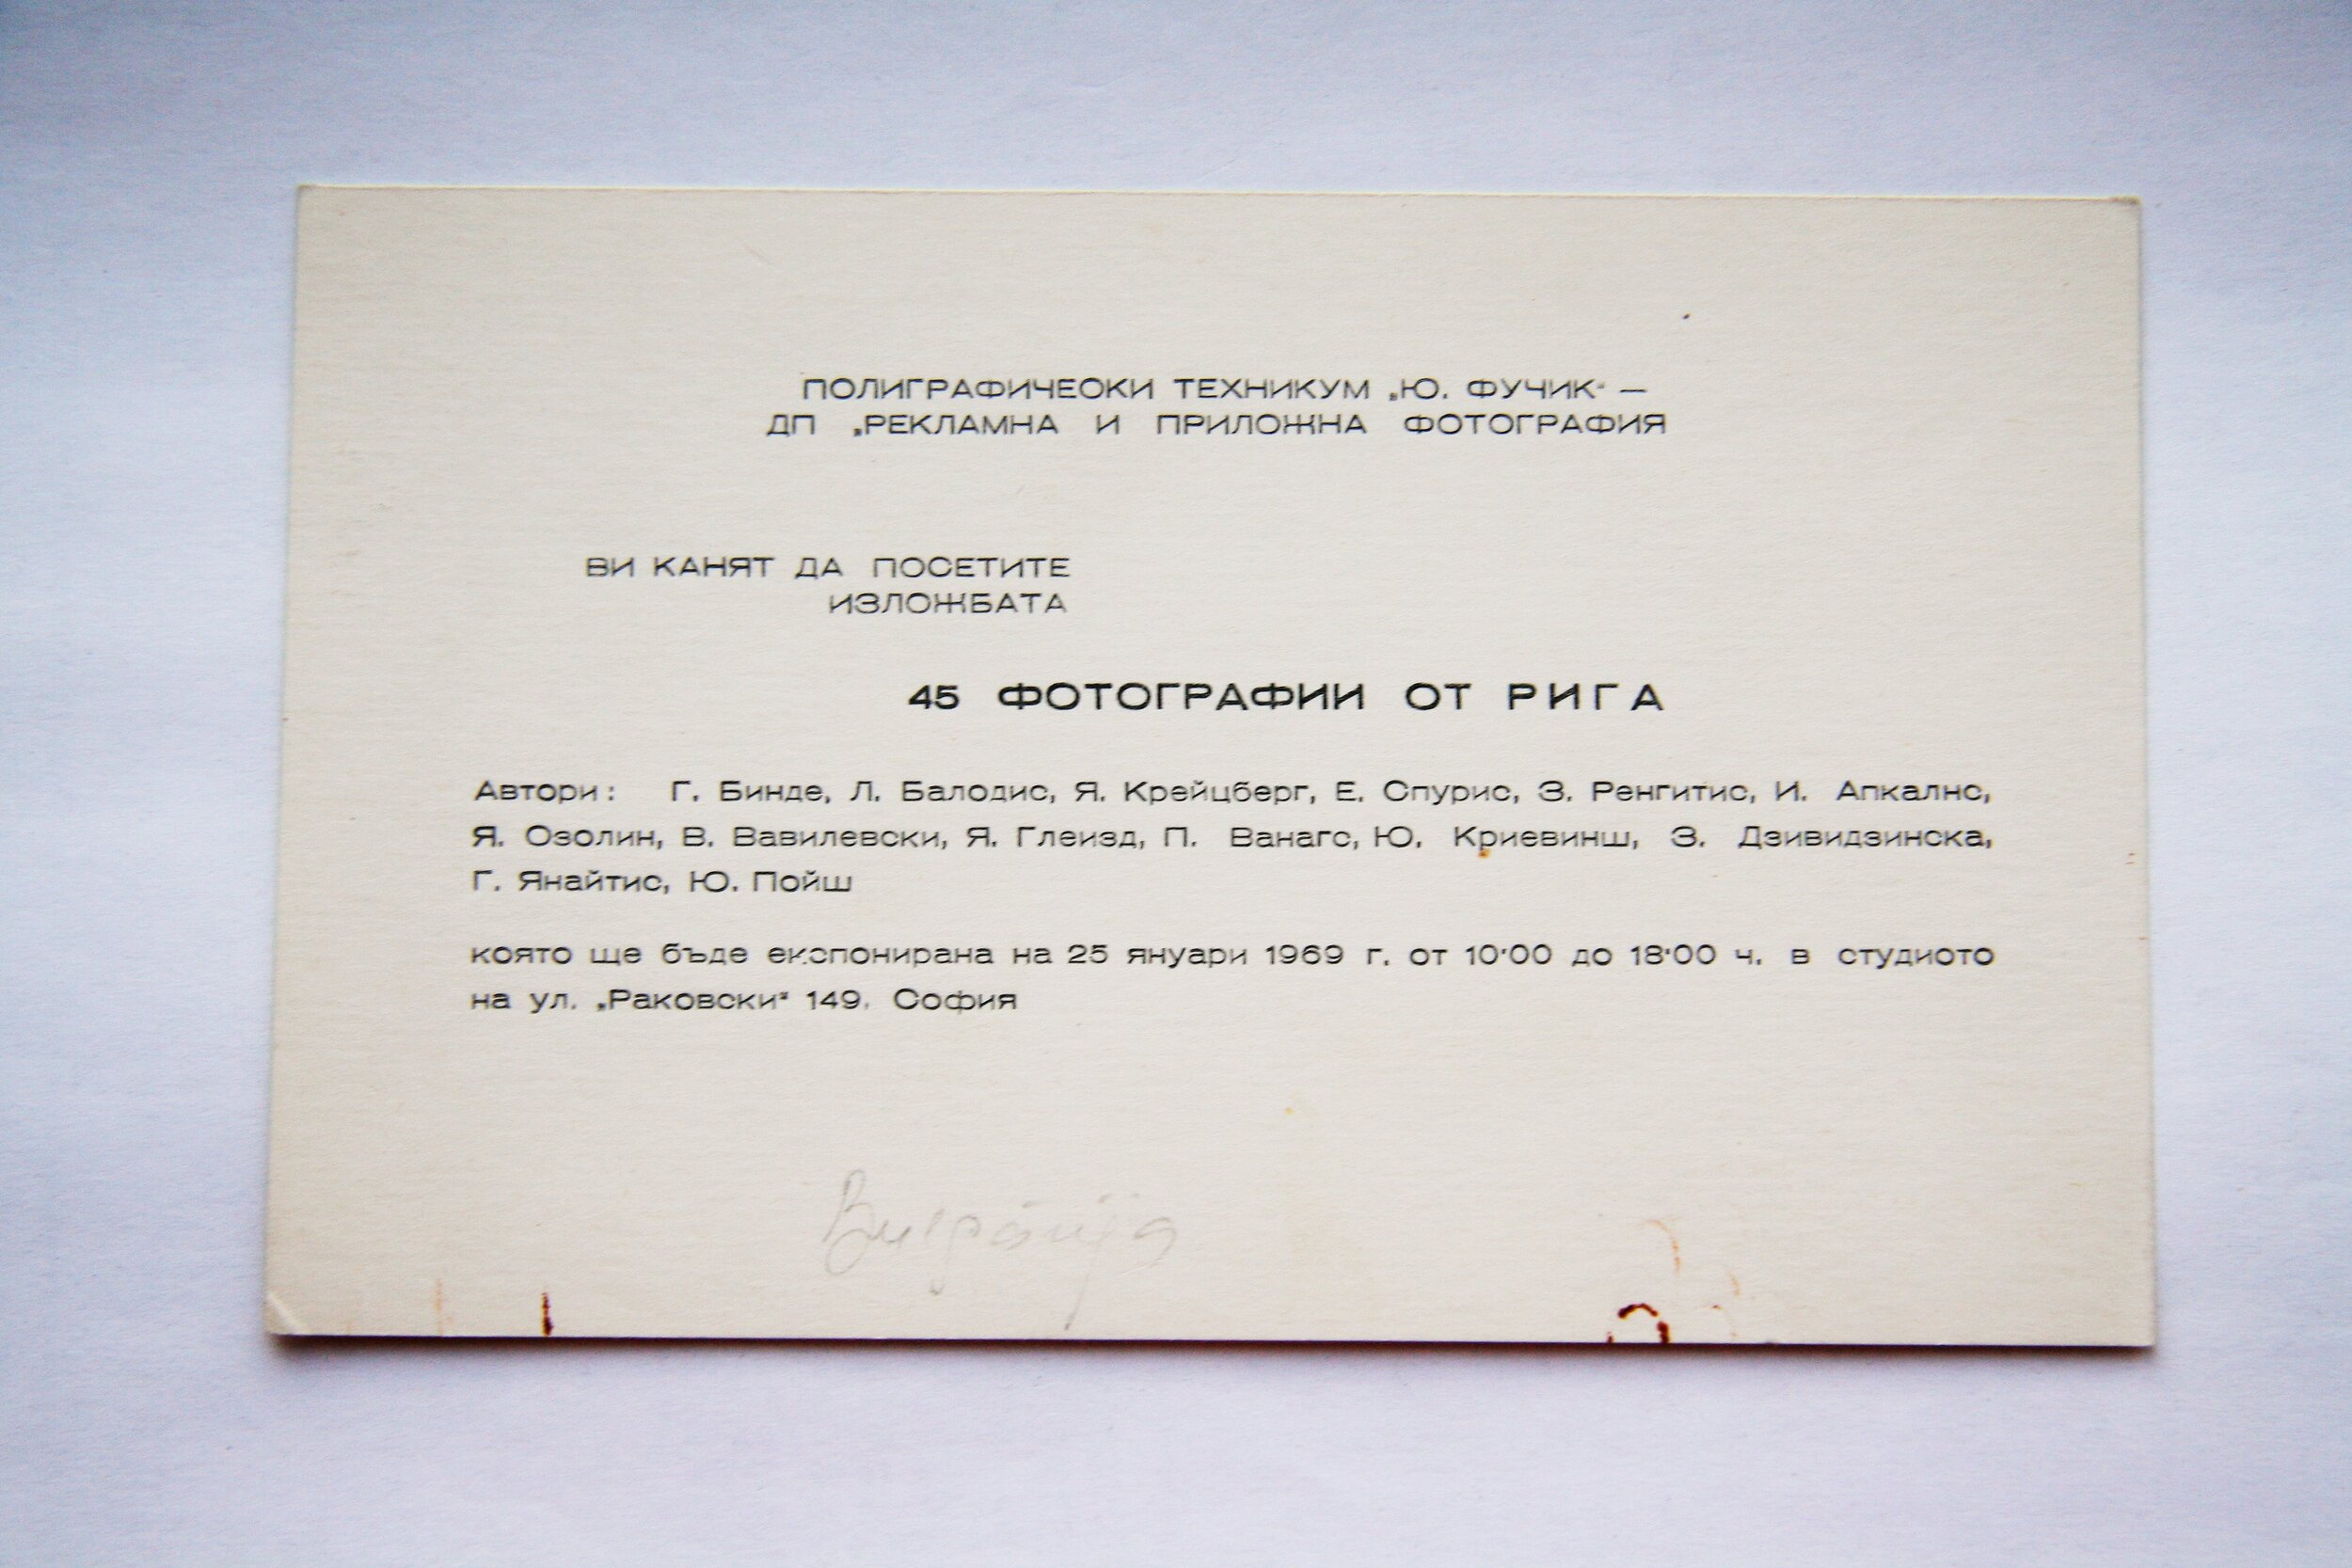 ПОЛИГРАФИЧЕОКИ ТЕХНИКУМ „Ю. ФУЧИК“ —
ДП „РЕКЛАМНА И ПРИЛОЖНА ФОТОГРАФИЯ
ВИ КАНЯТ ДА ПОСЕТИТЕ
ИЗЛОЖБАТА
45 ФОТОГРАФИИ ОТ РИГА
Автори: Г. Бинде, Л. Балодис, Я. Крейцберг, Е. Спурис, З. Ренгитис, И. Апкалнс,
Я. Озолин, В. Вавилевски, Я. Глеизд, П. Ванагс, Ю. Криевинш, З. Дзивидзинска,
Г. Янайтис, Ю. Пойш
която ще бъде експонирана на 25 януари 1969 г. от 10·00 до 18·00 ч. в студиото
на ул. „Раковски“ 149. София